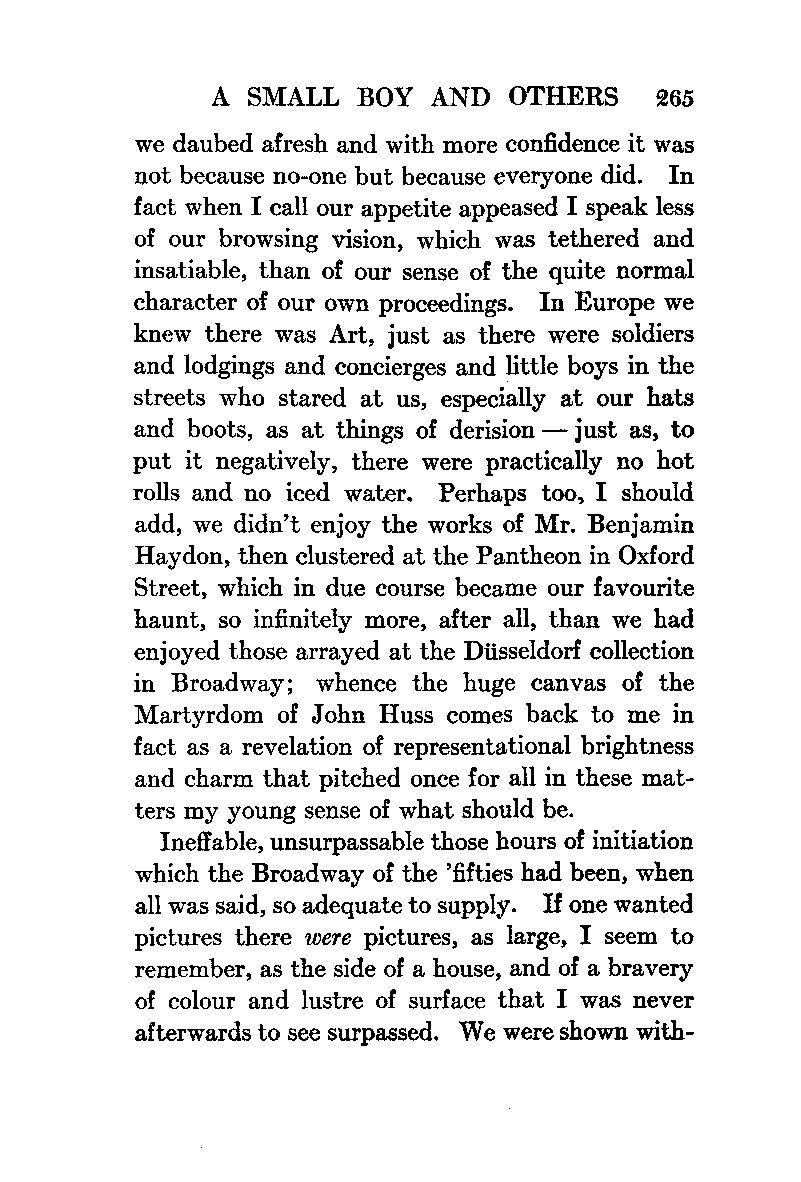 A SMALL BOY AND OTHERS 265
we daubed afresh and with more confidence it was
not because no-one but because everyone did. In
fact when I call our appetite appeased I speak less
of our browsing vision, which was tethered and
insatiable, than of our sense of the quite normal
character of our own proceedings. In Europe we
knew there was Art, just as there were soldiers
and lodgings and concierges and little boys in the
streets who stared at us, especially at our hats
and boots, as at things of derision — just as, to
put it negatively, there were practically no hot
rolls and no iced water. Perhaps too, I should
add, we didn't enjoy the works of Mr. Benjamin
Haydon, then clustered at the Pantheon in Oxford
Street, which in due course became our favourite
haunt, so infinitely more, after all, than we had
enjoyed those arrayed at the Düsseldorf collection
in Broadway; whence the huge canvas of the
Martyrdom of John Huss comes back to me in
fact as a revelation of representational brightness
and charm that pitched once for all in these mat-
ters my young sense of what should be.
Ineffable, unsurpassable those hours of initiation
which the Broadway of the 'fifties had been, when
all was said, so adequate to supply. If one wanted
pictures there were pictures, as large, I seem to
remember, as the side of a house, and of a bravery
of colour and lustre of surface that I was never
afterwards to see surpassed. We were shown with-